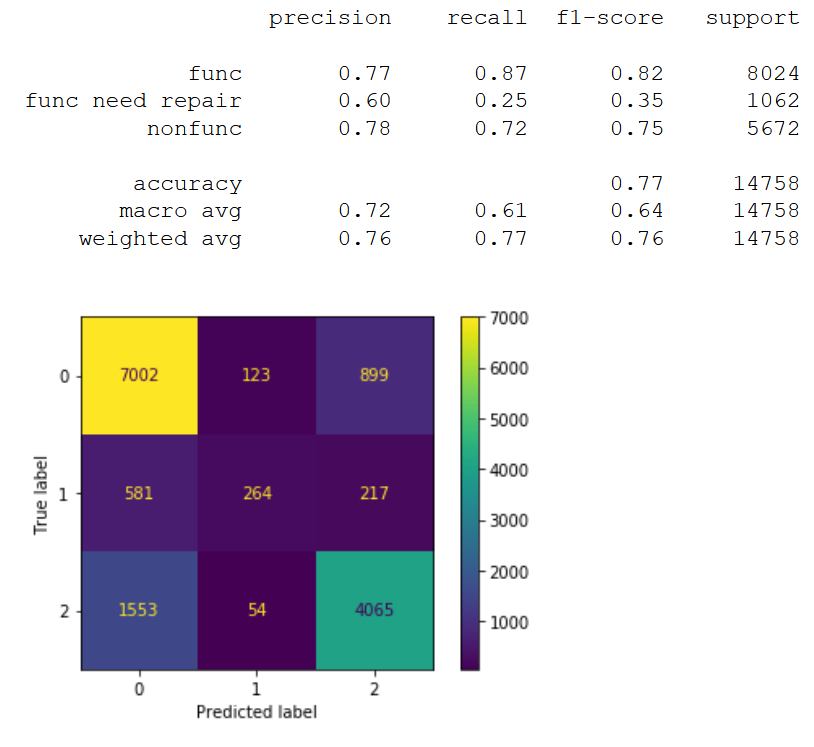 precision recall f1-score support
func 0.77 0.87 0.82 8024
func need repair 0.60 0.25 0.35 1062
nonfunc 0.78 0.72 0.75 5672
accuracy 0.77 14758
macro avg 0.72 0.61 0.64 14758
weighted avg 0.76 0.77 0.76 14758
7000
6000
5000
4000
3000
2000
1000
True label
0 7002 123 899
1 581 264 217
2 1553 54 4065
0 1 2
Predicted label